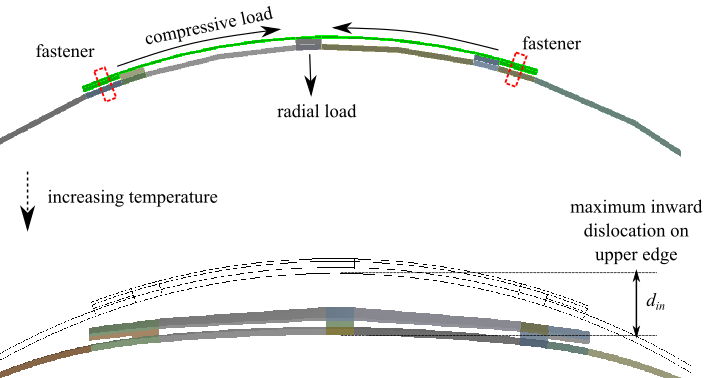 compressive load
fastener
fastener
radial load
increasing temperature
maximum inward
dislocation on
upper edge
d_in